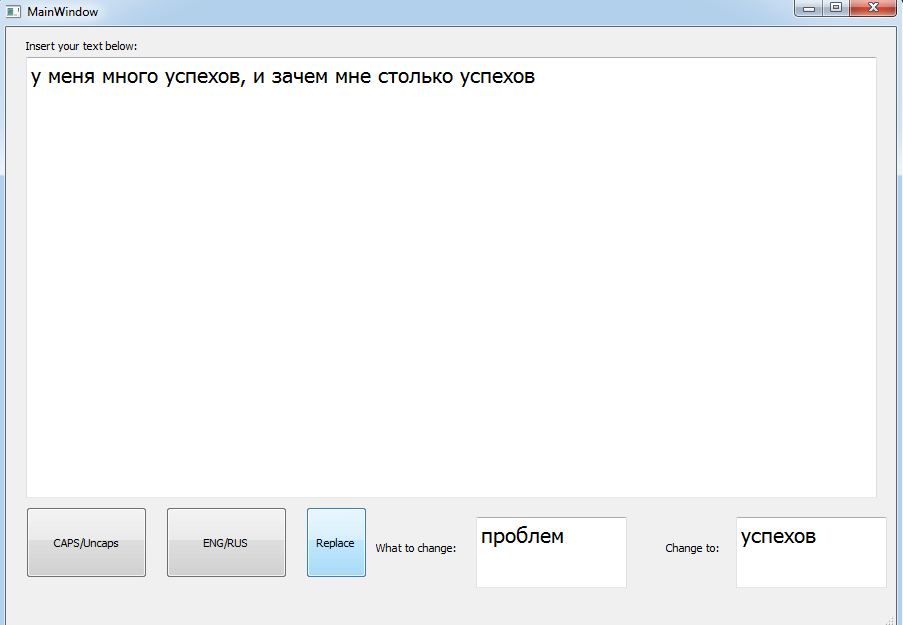 MainWindow
Insert your text below:
у меня много успехов, и зачем мне столько успехов
CAPS/Uncaps
ENG/RUS
Replace
What to change:
проблем
Change to:
успехов